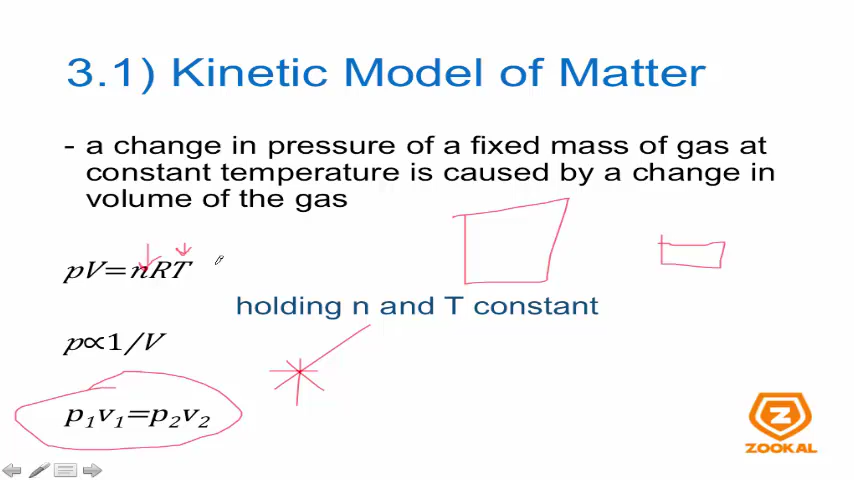 3.1) Kinetic Model of Matter
- a change in pressure of a fixed mass of gas at
constant temperature is caused by a change in
volume of the gas
pV=nRT
holding n and T constant
p∝1/V
p₁v₁=p₂v₂
Z
ZOOKAL